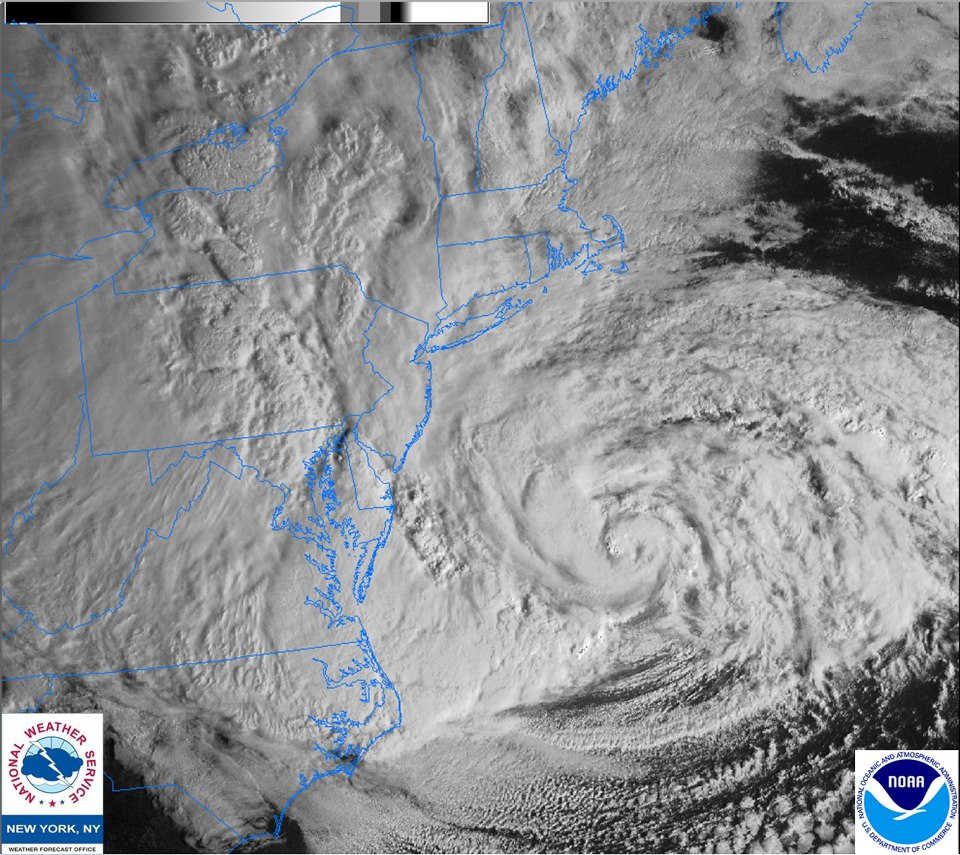 NATIONAL WEATHER SERVICE
NEW YORK, NY
WEATHER FORECAST OFFICE
NATIONAL OCEANIC AND ATMOSPHERIC ADMINISTRATION
NOAA
U.S. DEPARTMENT OF COMMERCE